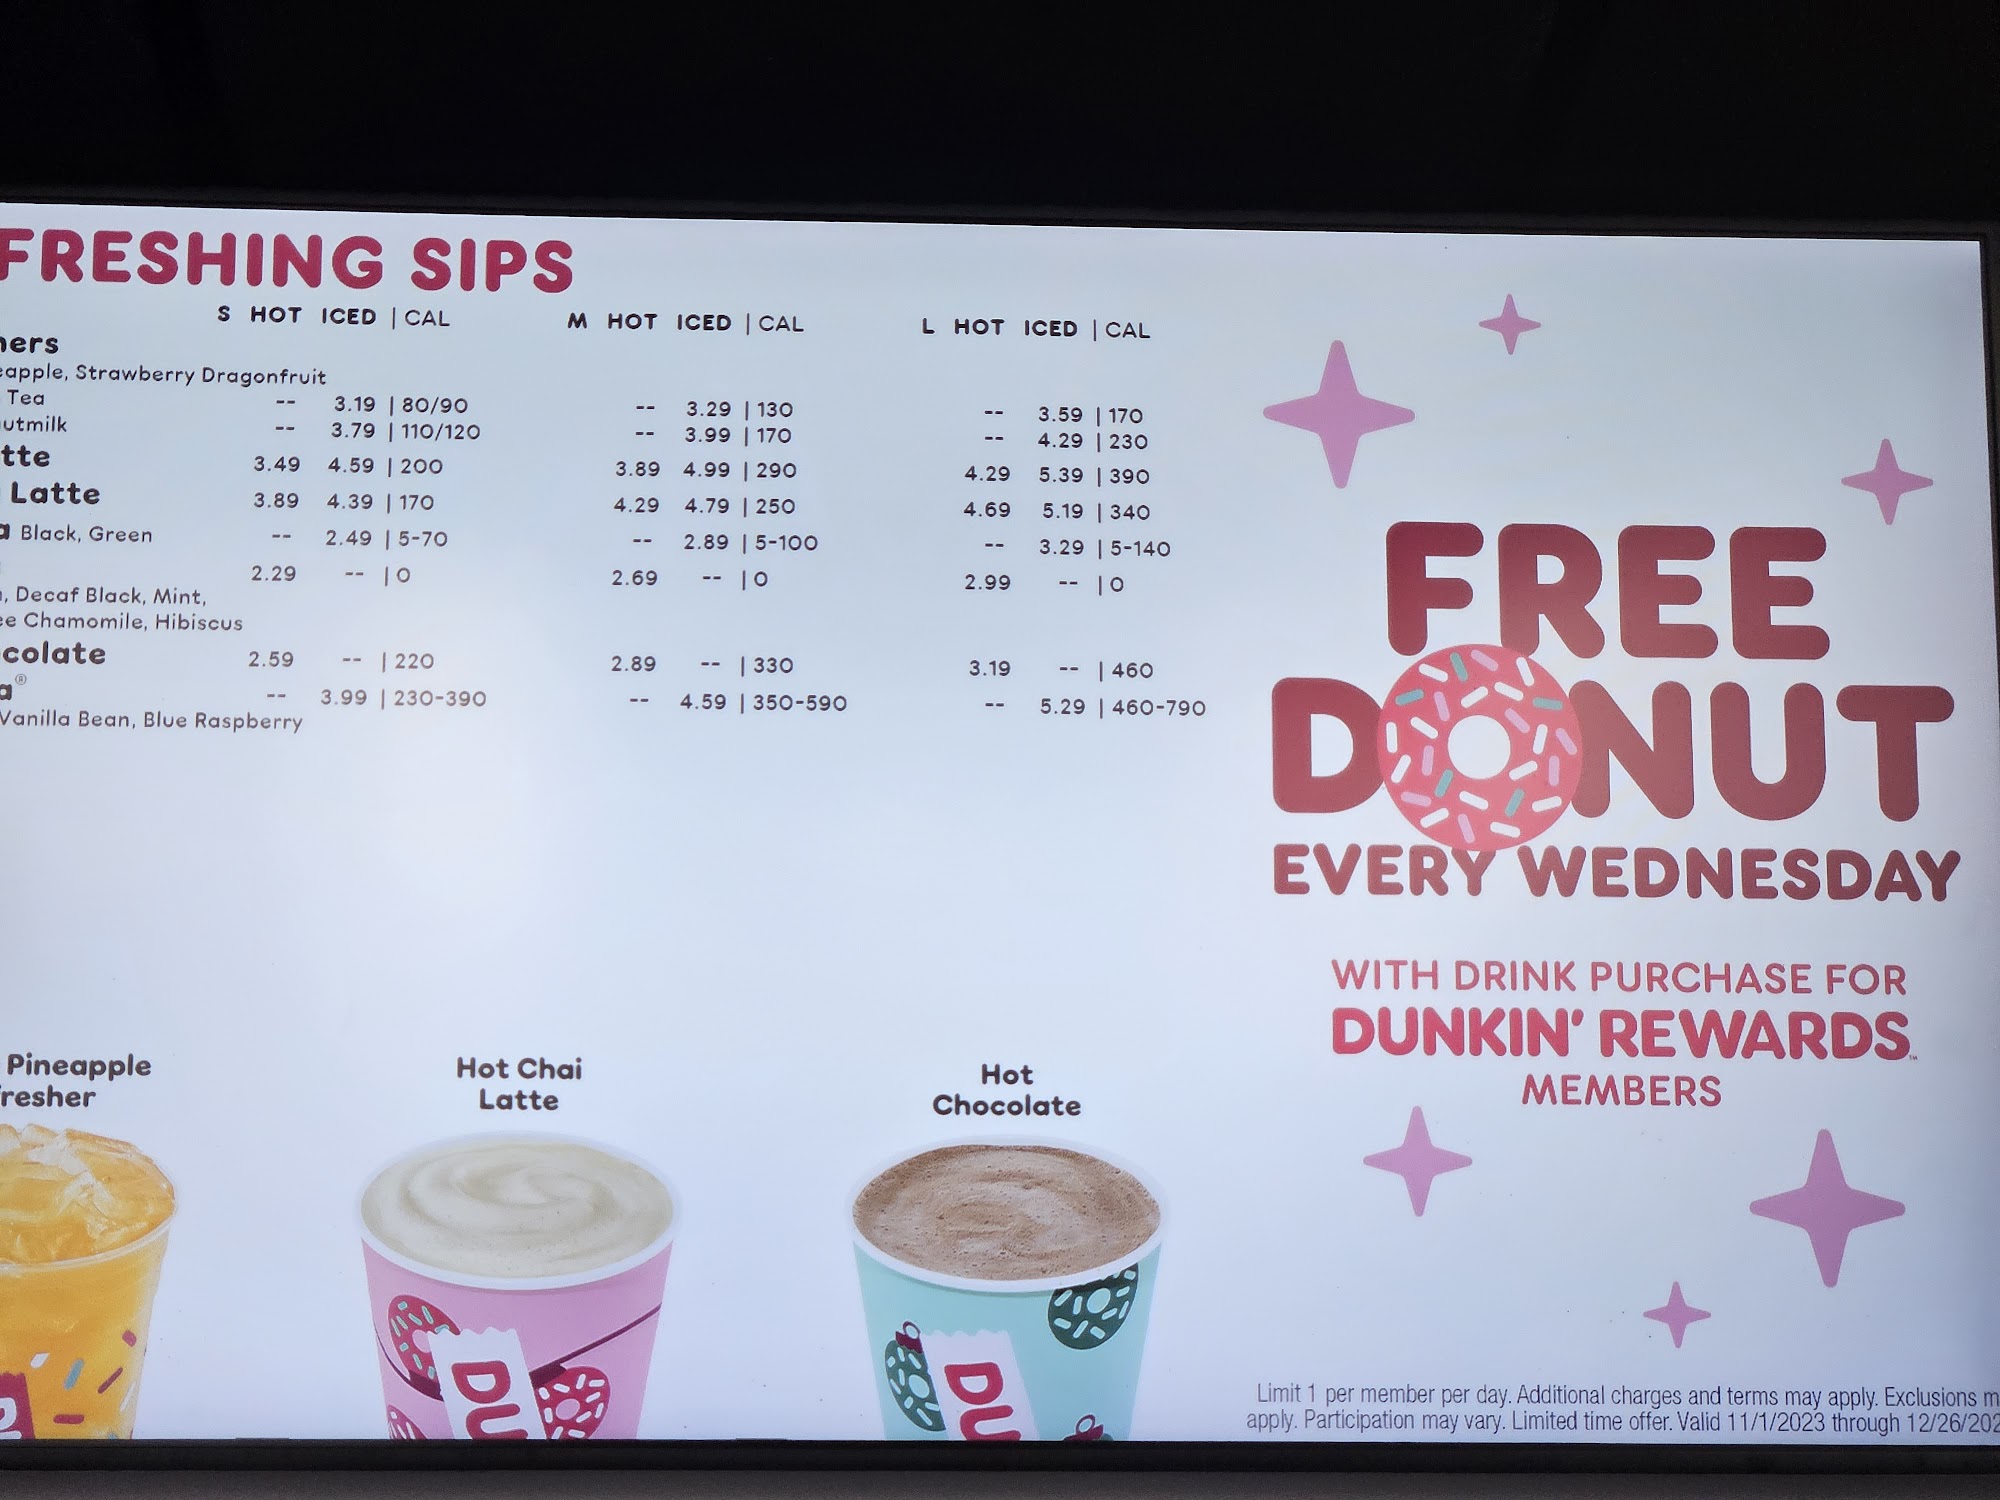 FRESHING SIPS
S HOT ICED | CAL M HOT ICED | CAL L HOT ICED | CAL
ners
eapple, Strawberry Dragonfruit
Tea -- 3.19 | 80/90 -- 3.29 | 130 -- 3.59 | 170
utmilk -- 3.79 | 110/120 -- 3.99 | 170 -- 4.29 | 230
tte 3.49 4.59 | 200 3.89 4.99 | 290 4.29 5.39 | 390
Latte 3.89 4.39 | 170 4.29 4.79 | 250 4.69 5.19 | 340
a Black, Green -- 2.49 | 5-70 -- 2.89 | 5-100 -- 3.29 | 5-140
2.29 -- | 0 2.69 -- | 0 2.99 -- | 0
, Decaf Black, Mint,
ee Chamomile, Hibiscus
colate 2.59 -- | 220 2.89 -- | 330 3.19 -- | 460
a® -- 3.99 | 230-390 -- 4.59 | 350-590 -- 5.29 | 460-790
Vanilla Bean, Blue Raspberry
FREE
DONUT
EVERY WEDNESDAY
WITH DRINK PURCHASE FOR
DUNKIN' REWARDS™
MEMBERS
Pineapple
resher
Hot Chai
Latte
Hot
Chocolate
DU
DU
Limit 1 per member per day. Additional charges and terms may apply. Exclusions m
apply. Participation may vary. Limited time offer. Valid 11/1/2023 through 12/26/202